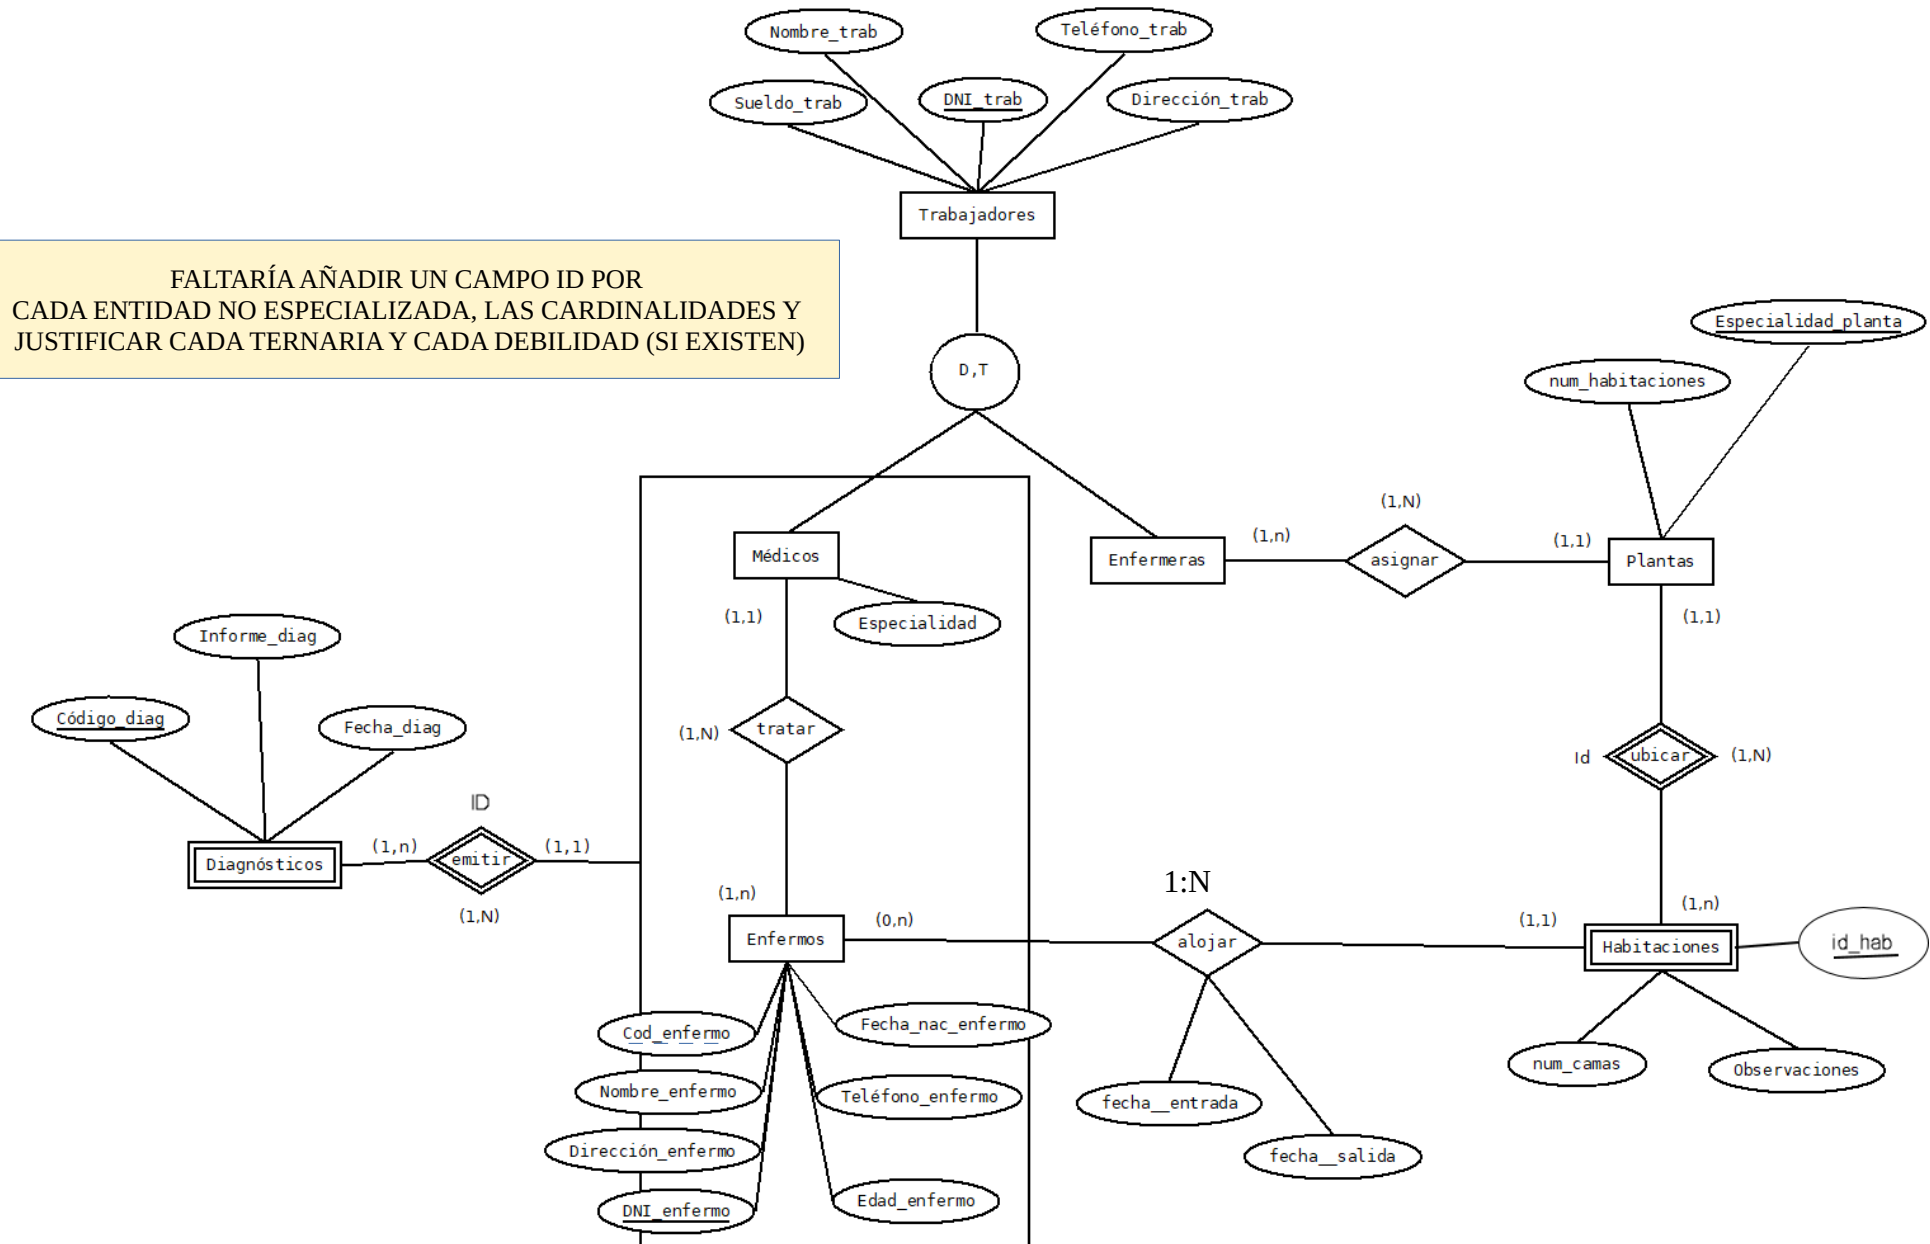 Nombre_trab
Teléfono_trab
Sueldo_trab
DNI_trab
Dirección_trab
Trabajadores
FALTARÍA AÑADIR UN CAMPO ID POR
CADA ENTIDAD NO ESPECIALIZADA, LAS CARDINALIDADES Y
JUSTIFICAR CADA TERNARIA Y CADA DEBILIDAD (SI EXISTEN)
D,T
Especialidad_planta
num_habitaciones
(1,N)
(1,n)
(1,1)
Médicos
Enfermeras
asignar
Plantas
(1,1)
Especialidad
(1,1)
Informe_diag
Código_diag
Fecha_diag
(1,N)
tratar
Id
ubicar
(1,N)
ID
(1,n)
emitir
(1,1)
Diagnósticos
(1,N)
(1,n)
1:N
(1,n)
(0,n)
(1,1)
Enfermos
alojar
Habitaciones
id_hab
Cod_enfermo
Fecha_nac_enfermo
num_camas
Observaciones
Nombre_enfermo
Teléfono_enfermo
fecha__entrada
Dirección_enfermo
fecha__salida
DNI_enfermo
Edad_enfermo